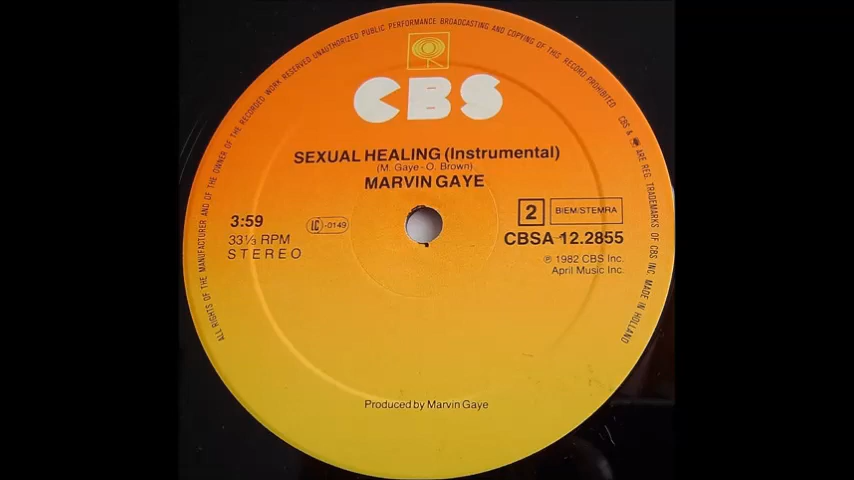 ALL RIGHTS OF THE MANUFACTURER AND OF THE OWNER OF THE RECORDED WORK RESERVED UNAUTHORIZED PUBLIC PERFORMANCE BROADCASTING AND COPYING OF THIS RECORD PROHIBITED
CBS & ARE REG. TRADEMARKS OF CBS INC MADE IN HOLLAND
CBS
SEXUAL HEALING (Instrumental)
(M. Gaye - O. Brown)
MARVIN GAYE
3:59
LC -0149
33⅓ RPM
STEREO
2 BIEM/STEMRA
CBSA 12.2855
℗ 1982 CBS Inc.
April Music Inc.
Produced by Marvin Gaye